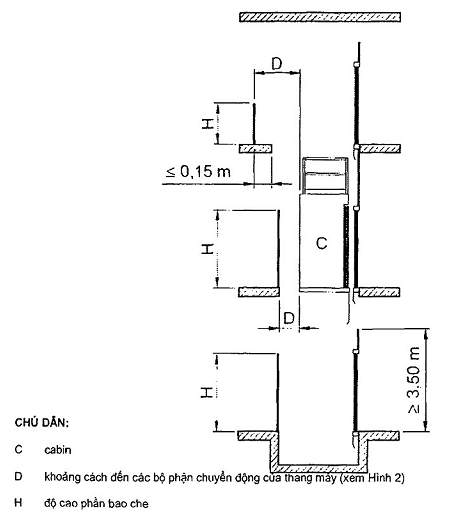 D
H
≤ 0,15 m
H
C
D
H
≥ 3,50 m
CHÚ DẪN:
C cabin
D khoảng cách đến các bộ phận chuyển động của thang máy (xem Hình 2)
H độ cao phần bao che